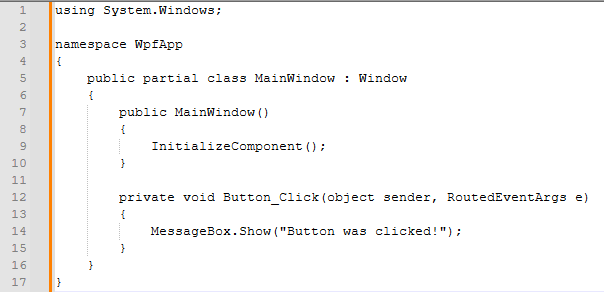 1 using System.Windows;
2
3 namespace WpfApp
4 {
5     public partial class MainWindow : Window
6     {
7         public MainWindow()
8         {
9             InitializeComponent();
10         }
11
12         private void Button_Click(object sender, RoutedEventArgs e)
13         {
14             MessageBox.Show("Button was clicked!");
15         }
16     }
17 }